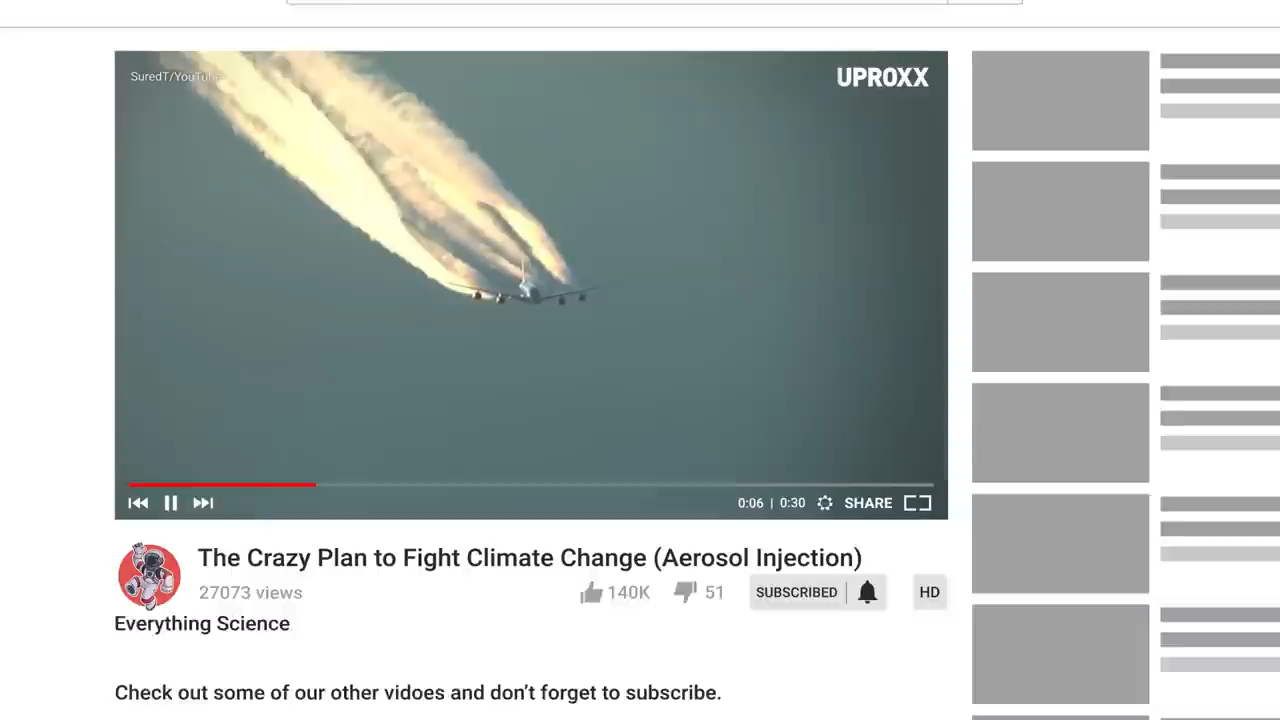 SuredT/YouTube
UPROXX
0:06 | 0:30 SHARE
The Crazy Plan to Fight Climate Change (Aerosol Injection)
27073 views 140K 51 SUBSCRIBED HD
Everything Science
Check out some of our other vidoes and don't forget to subscribe.